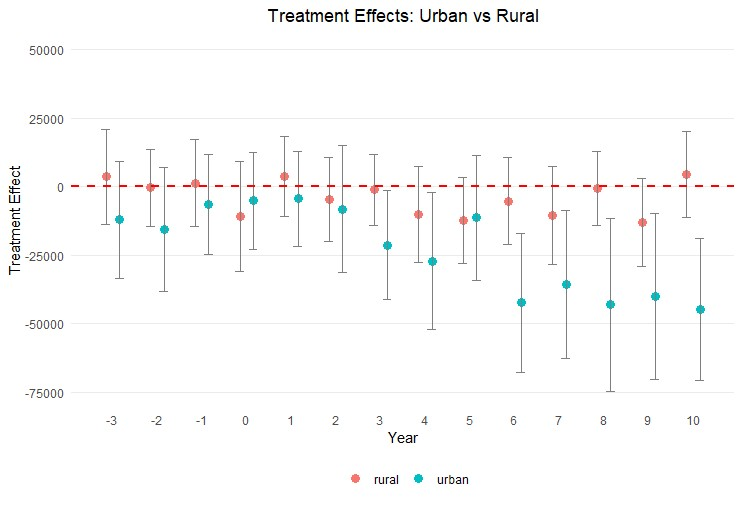 Treatment Effects: Urban vs Rural
50000
25000
0
-25000
-50000
-75000
Treatment Effect
-3 -2 -1 0 1 2 3 4 5 6 7 8 9 10
Year
rural urban